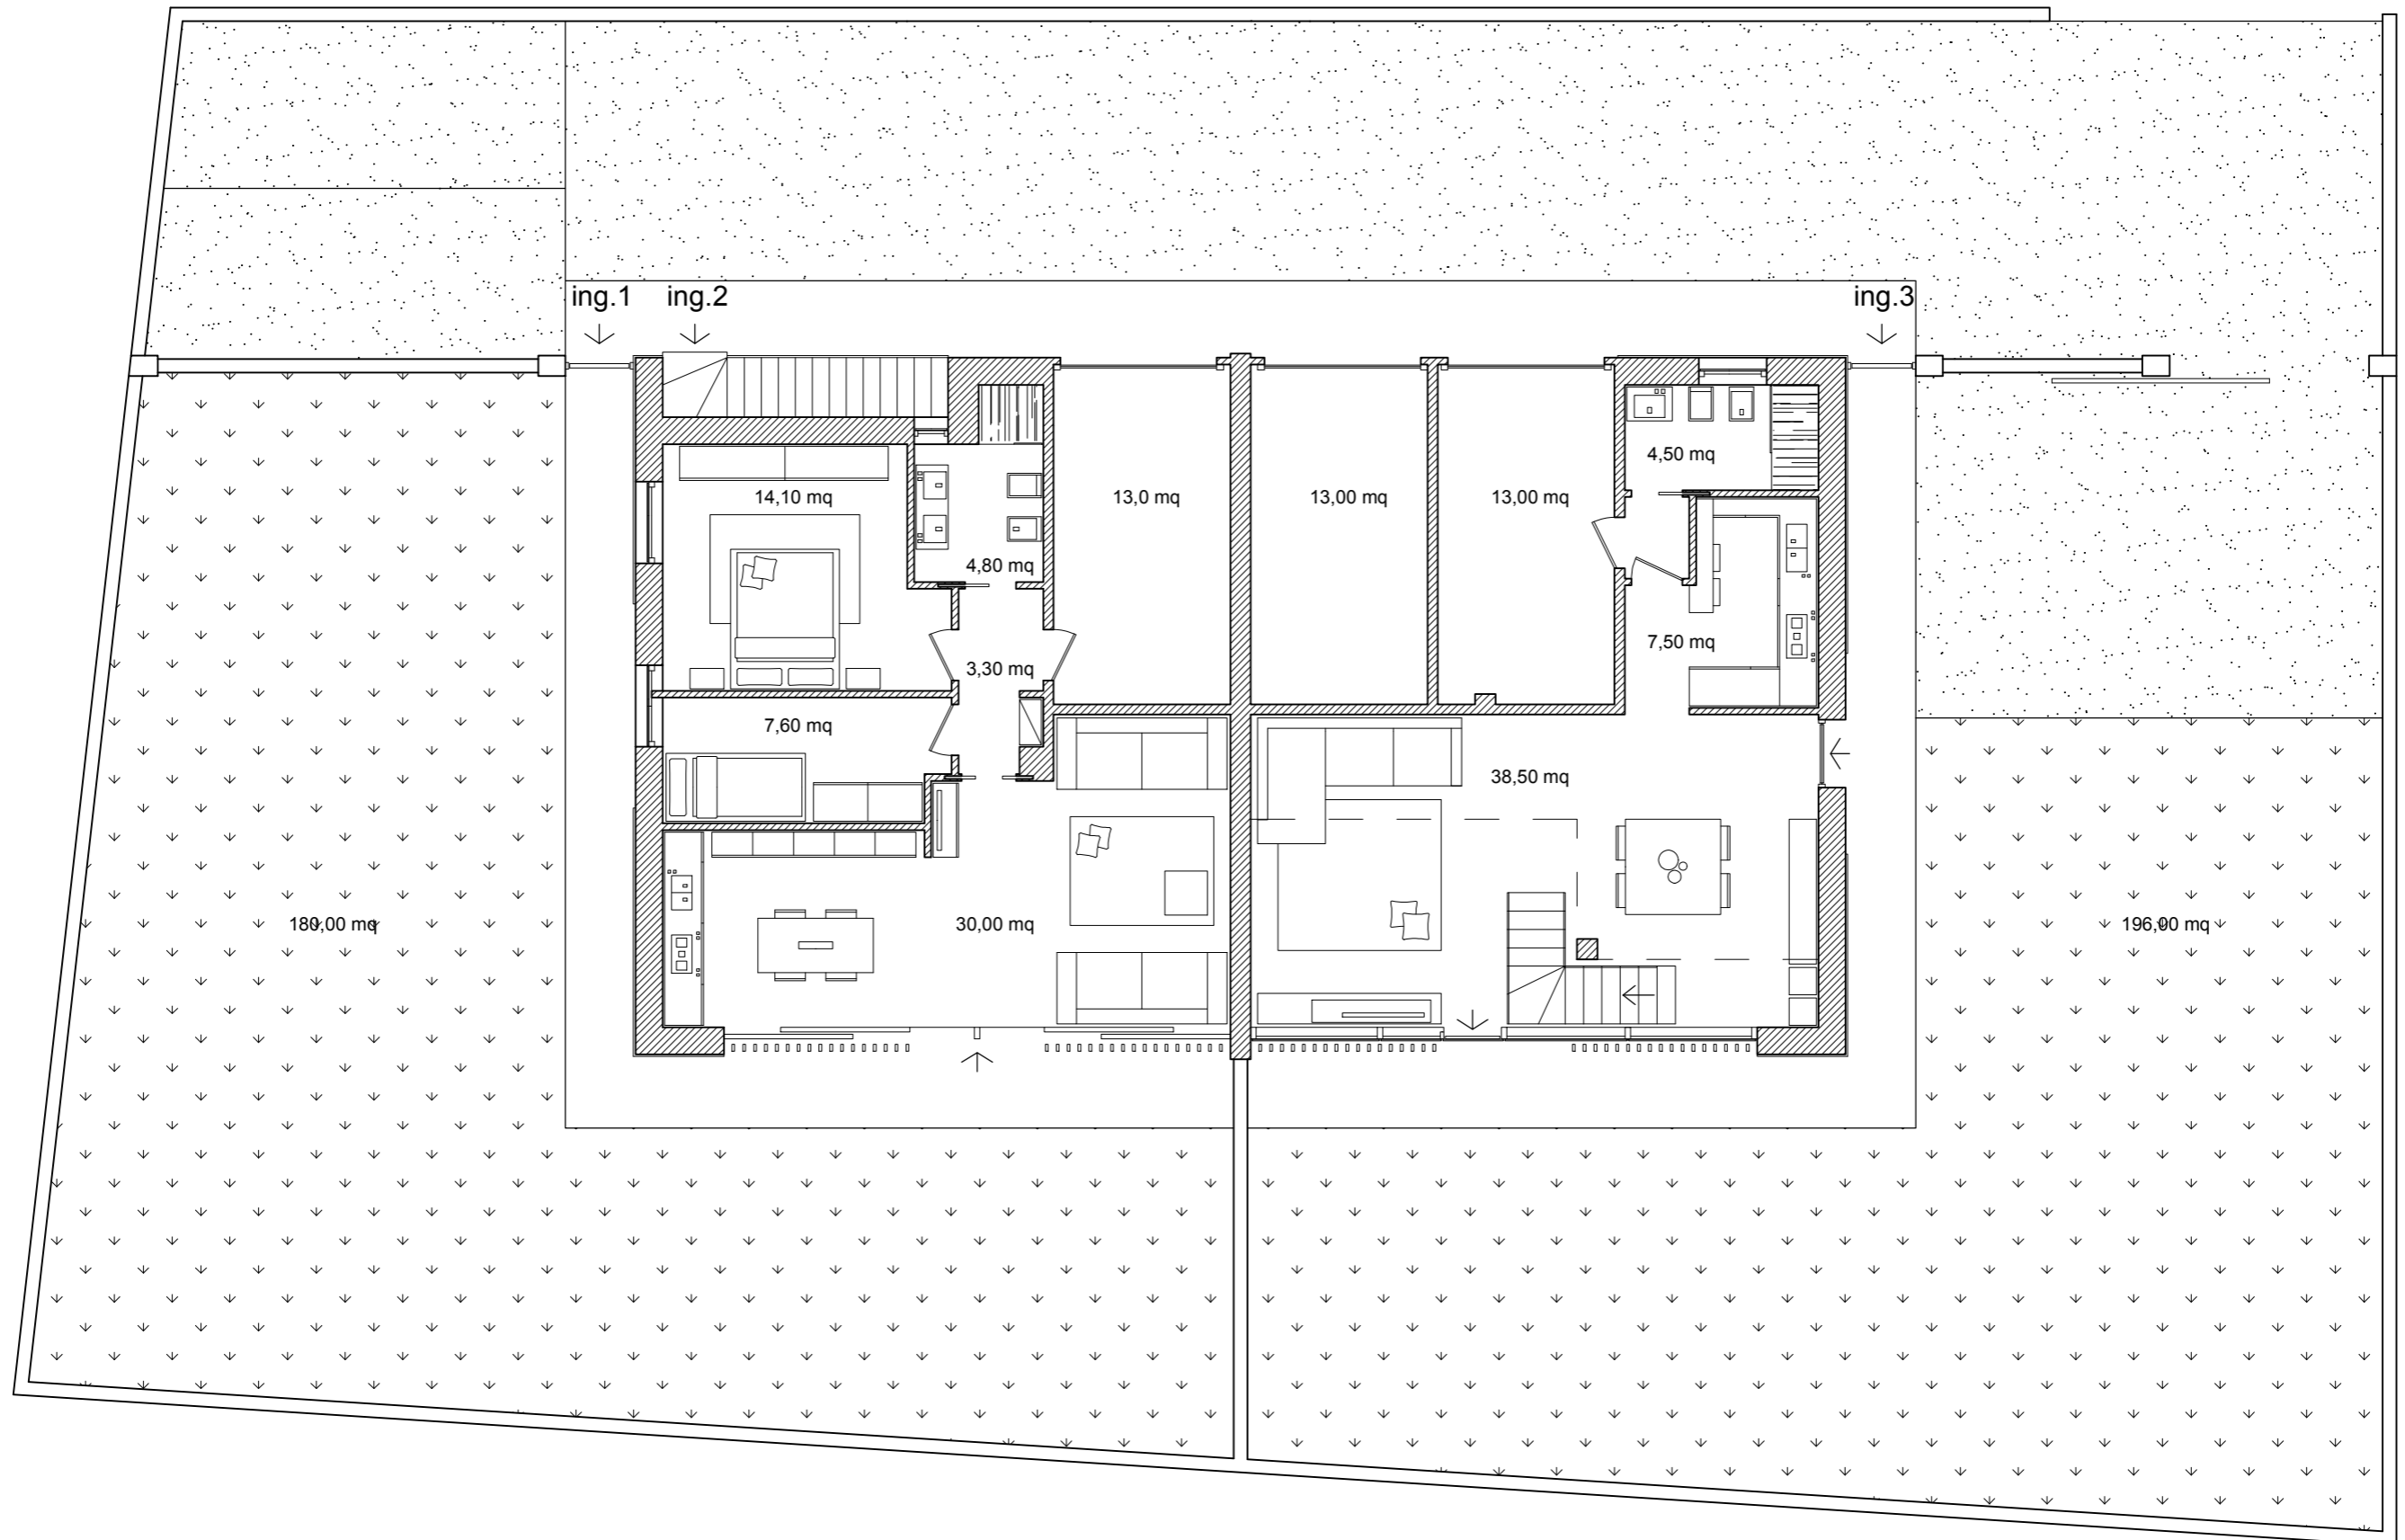 ing.1
ing.2
ing.3
4,50 mq
14,10 mq
13,0 mq
13,00 mq
13,00 mq
4,80 mq
7,50 mq
3,30 mq
7,60 mq
38,50 mq
180,00 mq
30,00 mq
196,00 mq